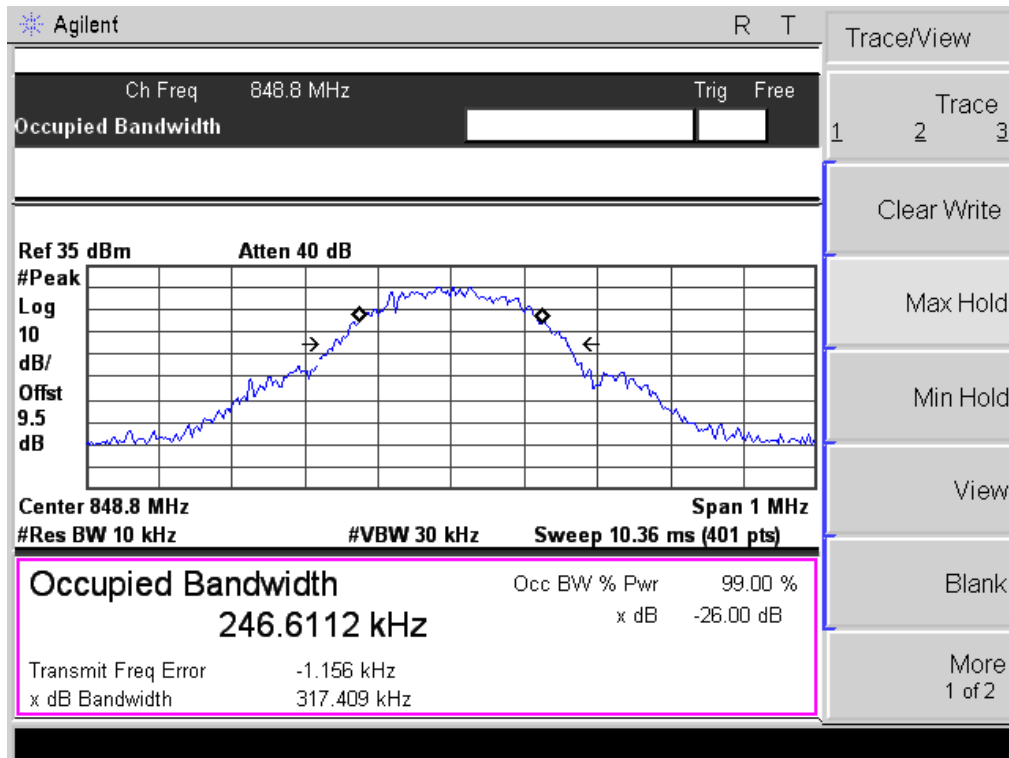 Agilent R T Trace/View
Ch Freq 848.8 MHz Trig Free
Occupied Bandwidth
Trace
1 2 3
Clear Write
Max Hold
Min Hold
View
Blank
More
1 of 2
Ref 35 dBm Atten 40 dB
#Peak
Log
10
dB/
Offst
9.5
dB
Center 848.8 MHz Span 1 MHz
#Res BW 10 kHz #VBW 30 kHz Sweep 10.36 ms (401 pts)
Occupied Bandwidth Occ BW % Pwr 99.00 %
246.6112 kHz x dB -26.00 dB
Transmit Freq Error -1.156 kHz
x dB Bandwidth 317.409 kHz